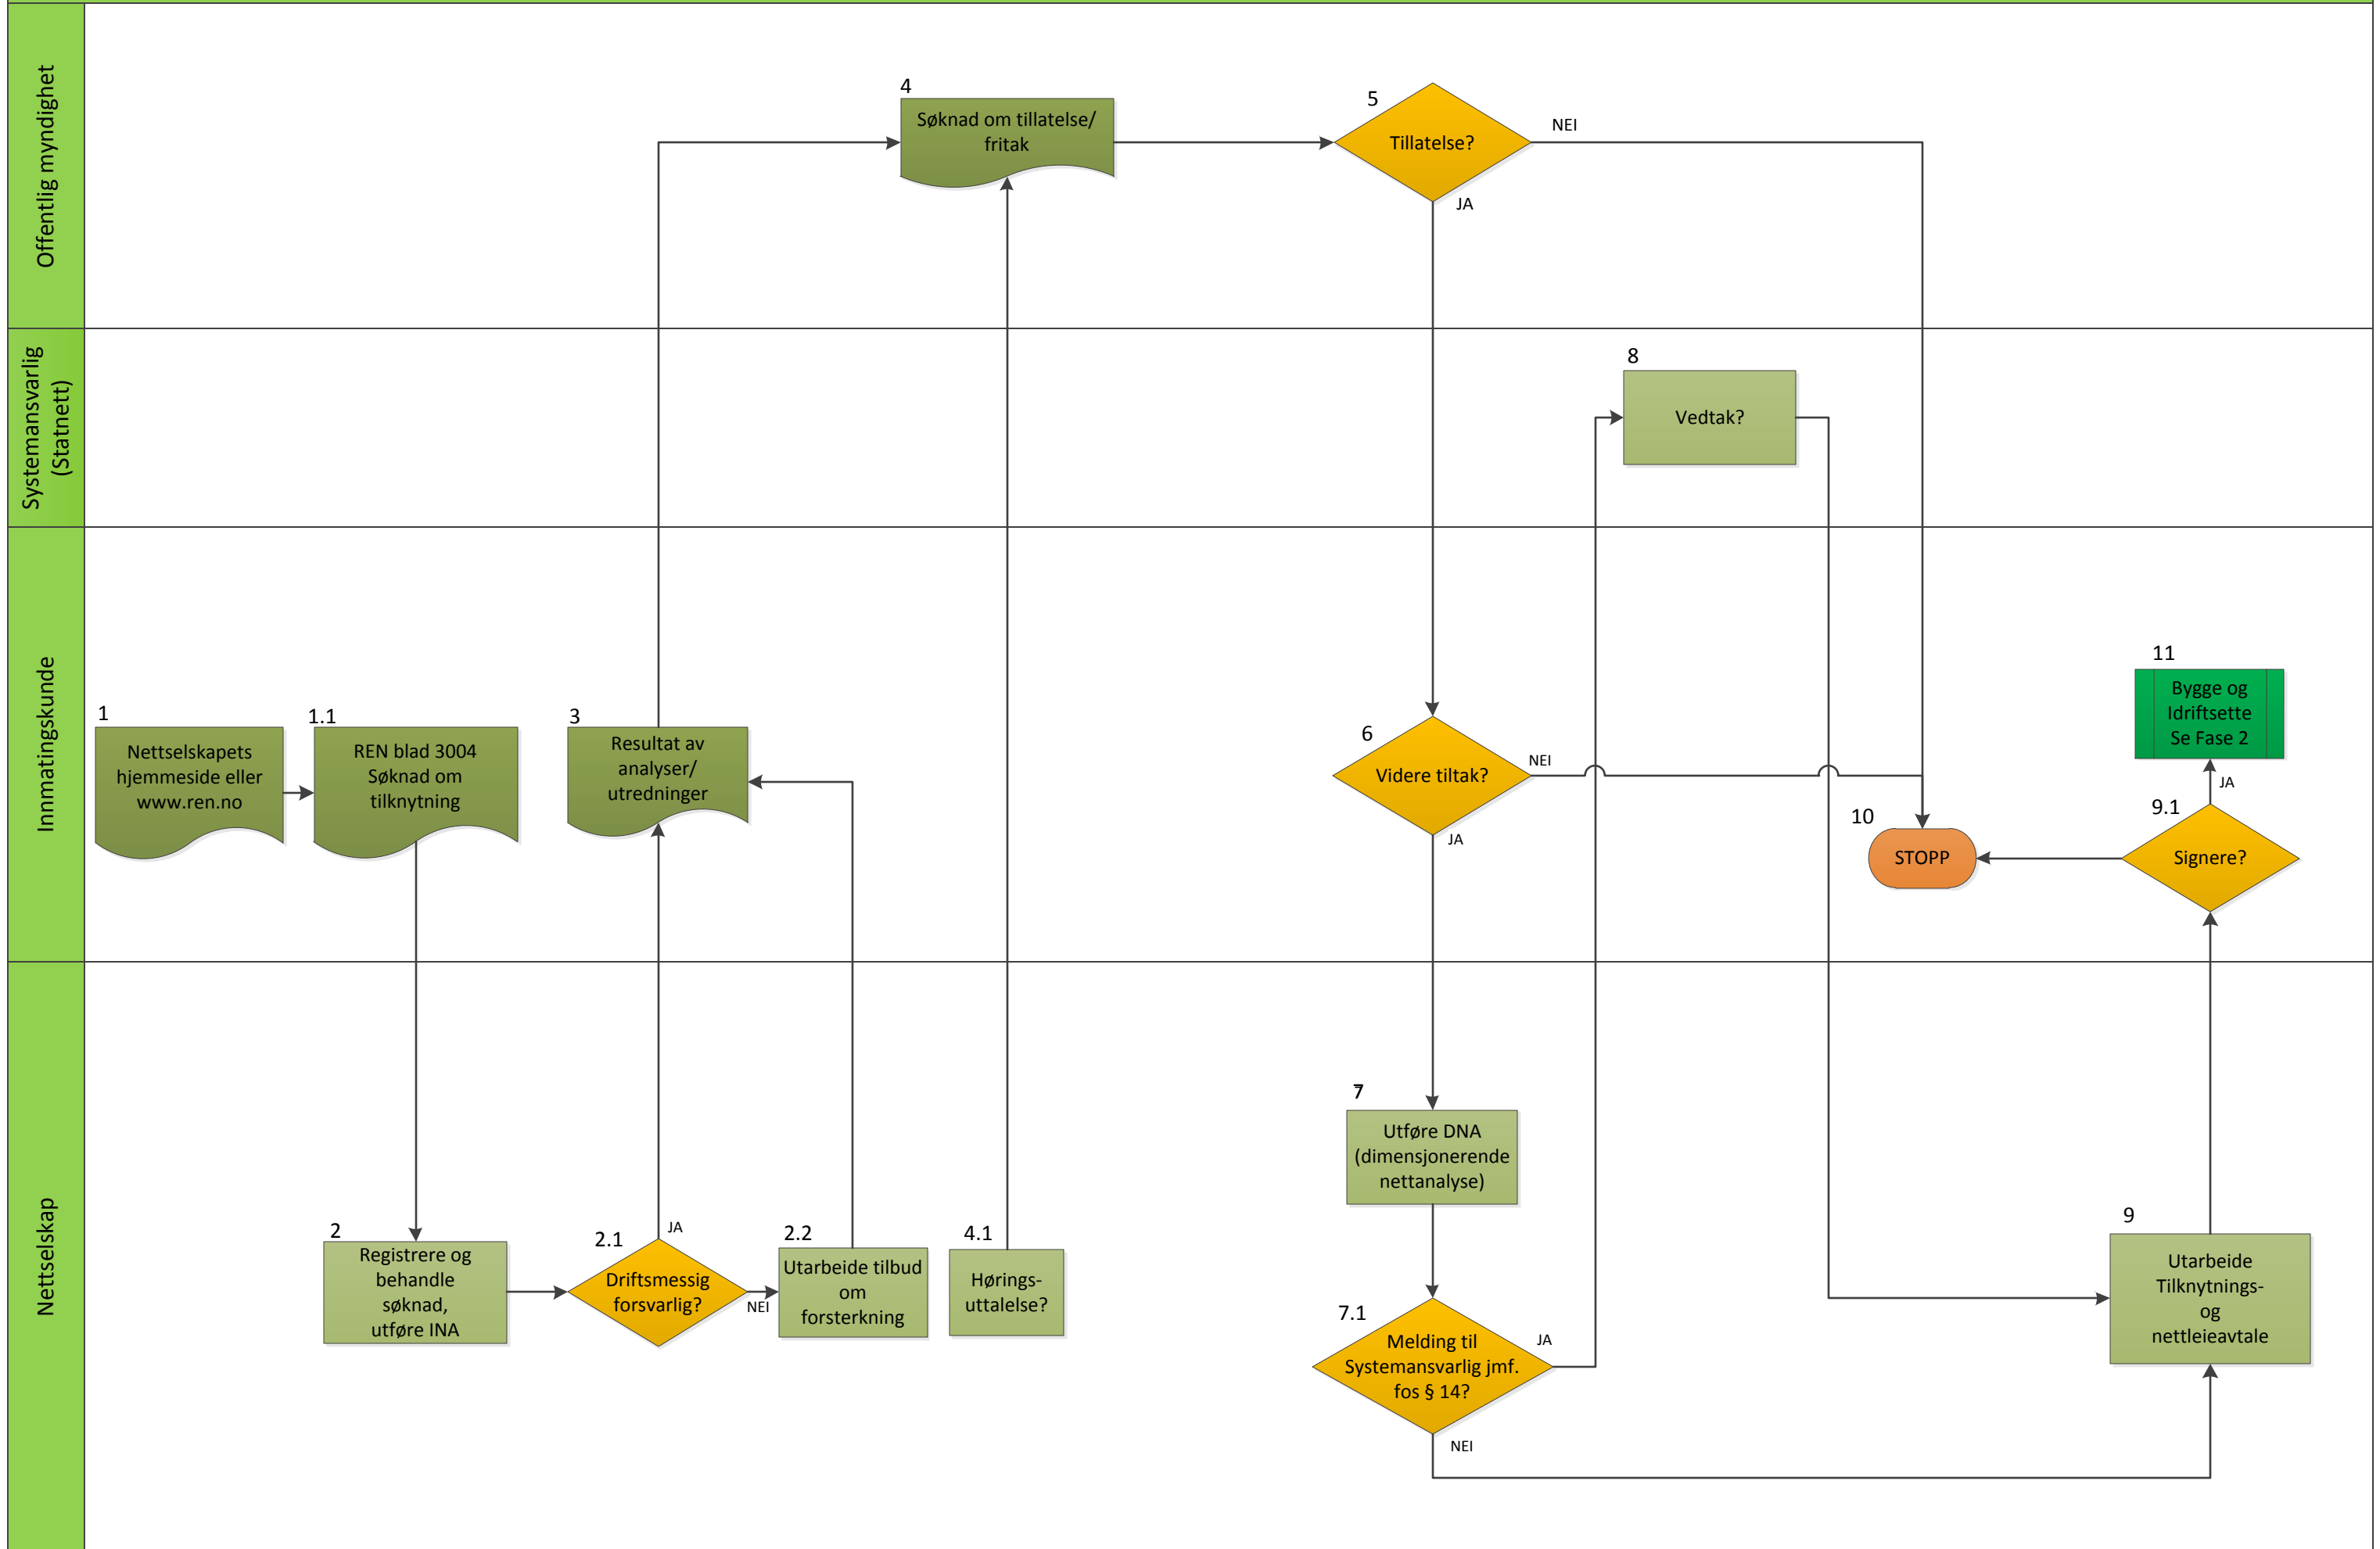 Offentlig myndighet
4
Søknad om tillatelse/
fritak
5
Tillatelse?
NEI
JA
Systemansvarlig
(Statnett)
8
Vedtak?
Innmatingskunde
1
Nettselskapets
hjemmeside eller
www.ren.no
1.1
REN blad 3004
Søknad om
tilknytning
3
Resultat av
analyser/
utredninger
6
Videre tiltak?
NEI
JA
10
STOPP
11
Bygge og
Idriftsette
Se Fase 2
JA
9.1
Signere?
Nettselskap
2
Registrere og
behandle
søknad,
utføre INA
2.1
Driftsmessig
forsvarlig?
JA
NEI
2.2
Utarbeide tilbud
om
forsterkning
4.1
Hørings-
uttalelse?
7
Utføre DNA
(dimensjonerende
nettanalyse)
7.1
Melding til
Systemansvarlig jmf.
fos § 14?
JA
NEI
9
Utarbeide
Tilknytnings-
og
nettleieavtale